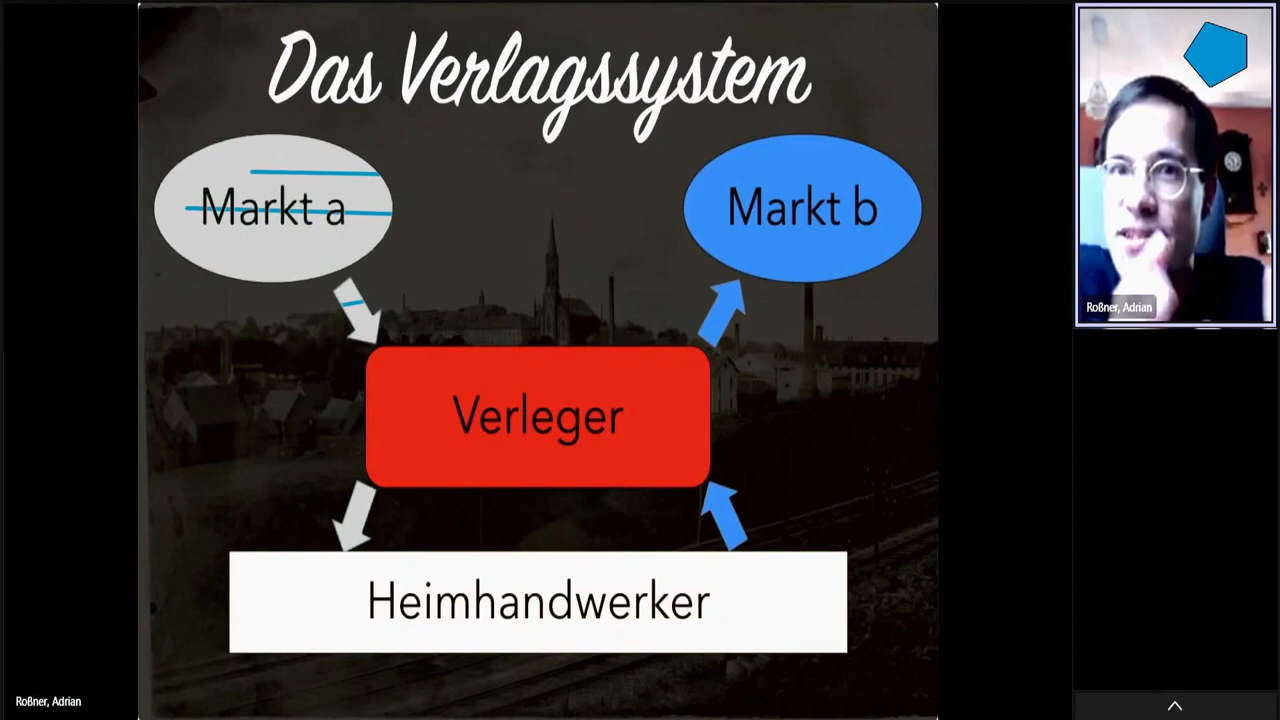 Das Verlagssystem
Markt a
Markt b
Verleger
Heimhandwerker
Roßner, Adrian
Roßner, Adrian